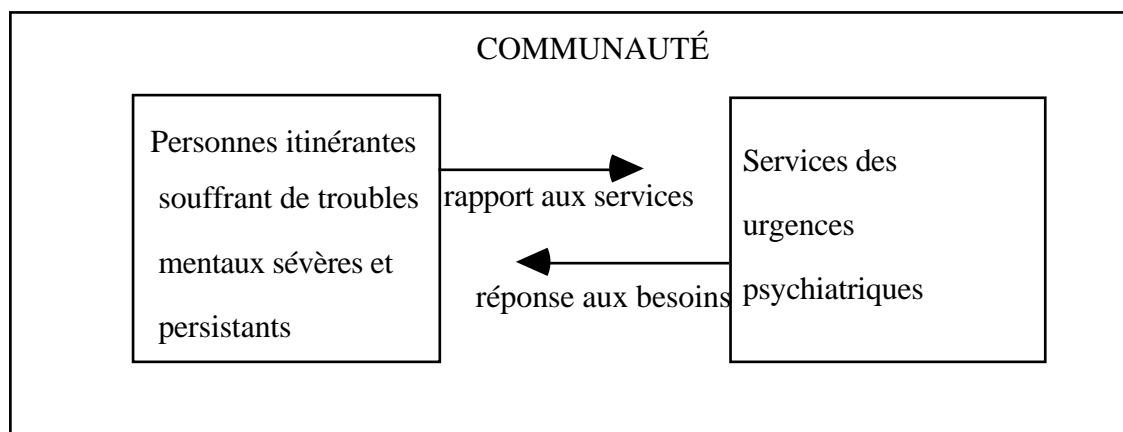 COMMUNAUTÉ
Personnes itinérantes
souffrant de troubles
mentaux sévères et
persistants
rapport aux services
réponse aux besoins
Services des
urgences
psychiatriques